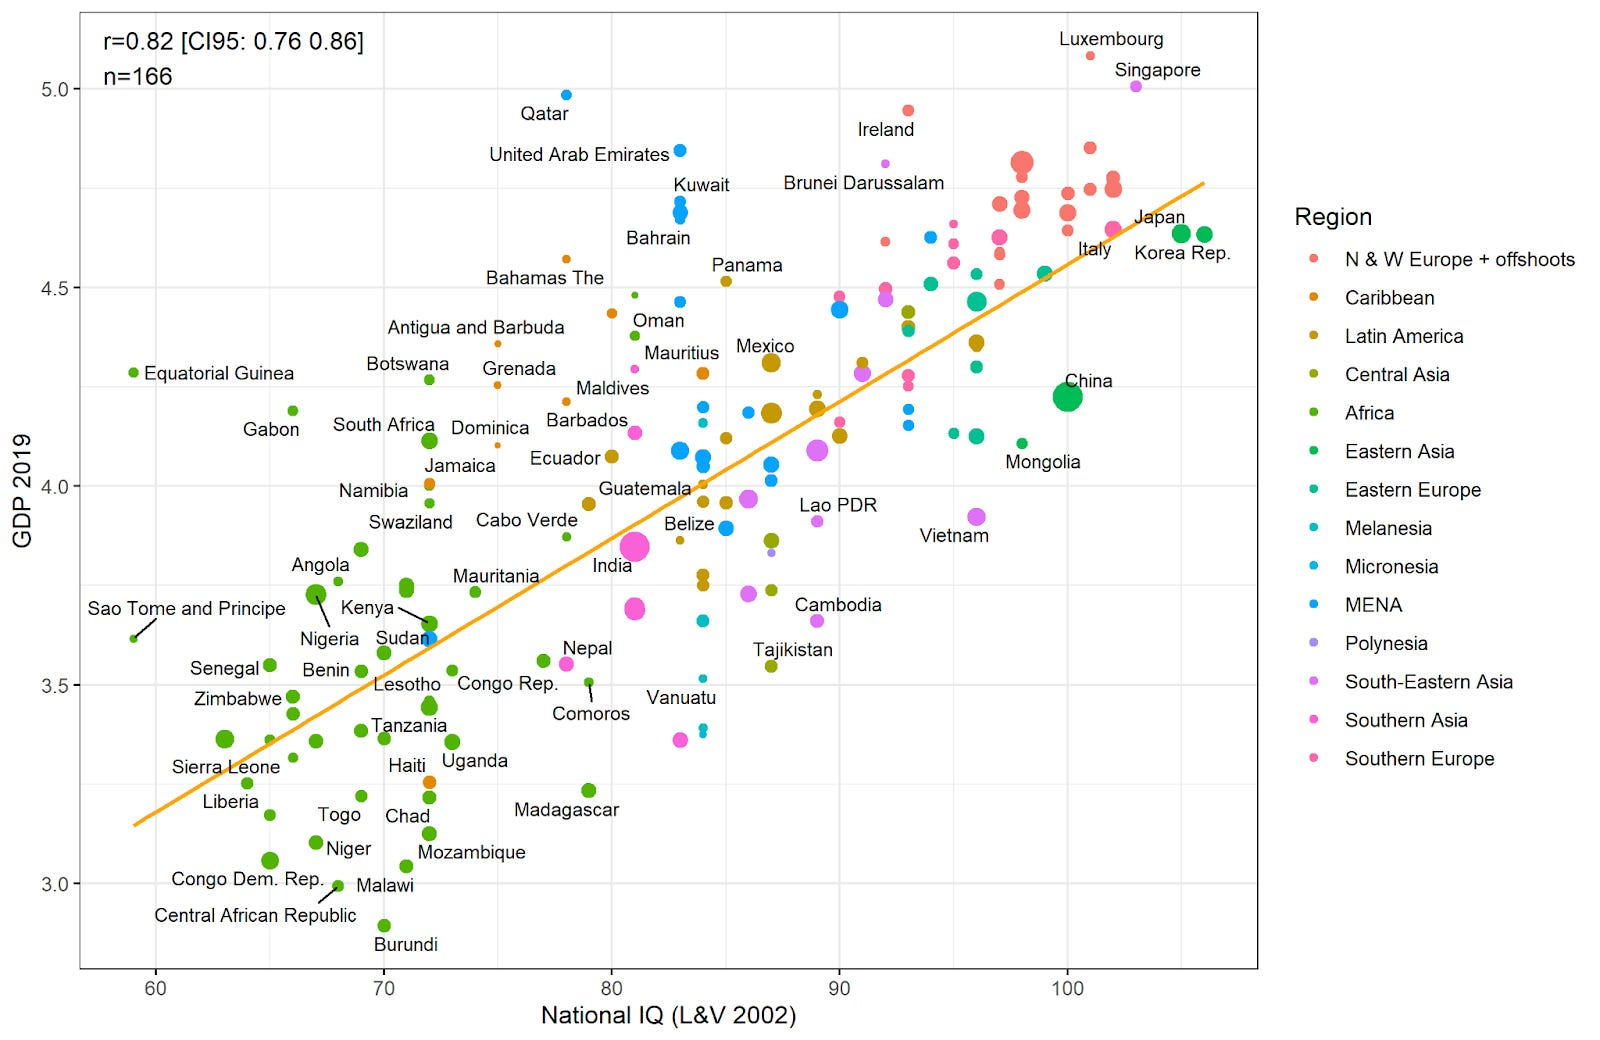 r=0.82 [CI95: 0.76 0.86]
n=166
Luxembourg
Singapore
Qatar
Ireland
United Arab Emirates
Kuwait
Brunei Darussalam
Japan
Bahrain
Italy
Korea Rep.
Panama
Bahamas The
Oman
Antigua and Barbuda
Mauritius
Mexico
Botswana
Grenada
Equatorial Guinea
Maldives
China
Barbados
South Africa
Dominica
Gabon
Jamaica
Ecuador
Mongolia
Namibia
Guatemala
Swaziland
Cabo Verde
Belize
Lao PDR
Vietnam
India
Angola
Mauritania
Sao Tome and Principe
Kenya
Cambodia
Nigeria
Sudan
Nepal
Tajikistan
Senegal
Benin
Lesotho
Congo Rep.
Zimbabwe
Vanuatu
Comoros
Tanzania
Uganda
Sierra Leone
Haiti
Liberia
Togo
Chad
Madagascar
Niger
Mozambique
Congo Dem. Rep.
Malawi
Central African Republic
Burundi
5.0
4.5
4.0
3.5
3.0
GDP 2019
60
70
80
90
100
National IQ (L&V 2002)
Region
N & W Europe + offshoots
Caribbean
Latin America
Central Asia
Africa
Eastern Asia
Eastern Europe
Melanesia
Micronesia
MENA
Polynesia
South-Eastern Asia
Southern Asia
Southern Europe